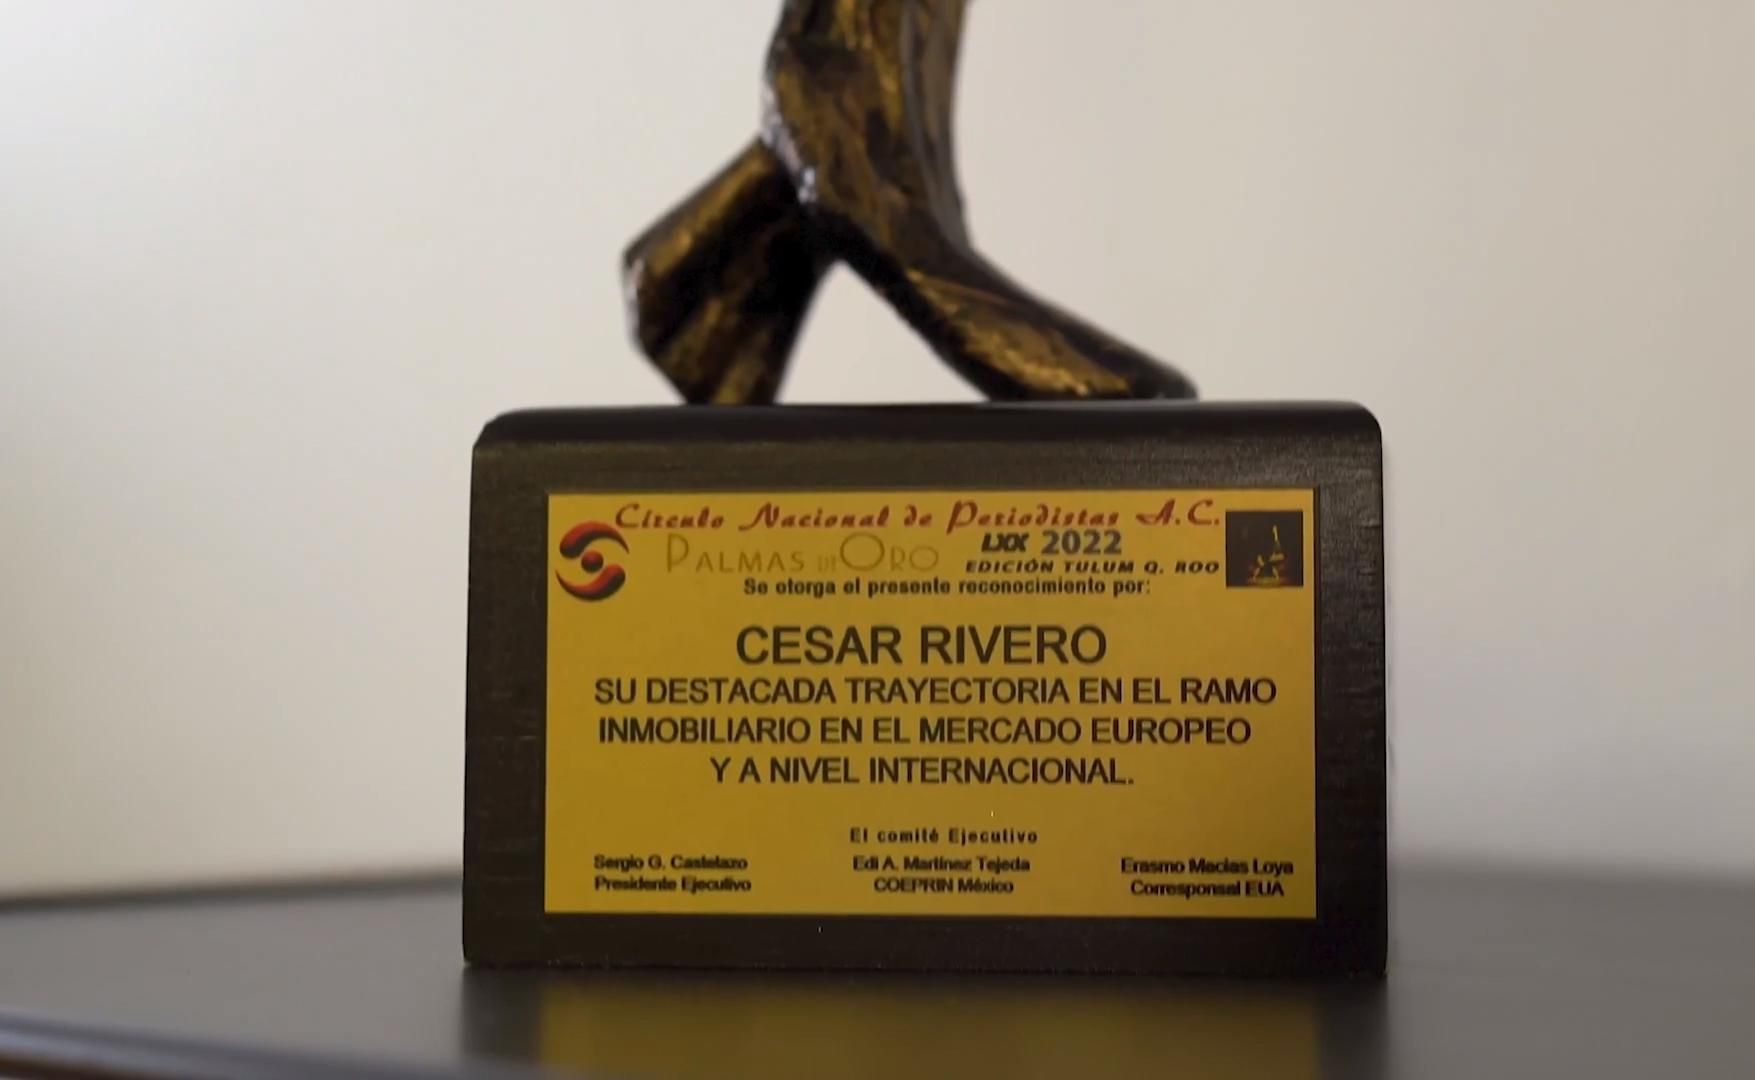 Círculo Nacional de Periodistas A.C.
PALMAS DE ORO
LXX 2022
EDICIÓN TULUM Q. ROO
Se otorga el presente reconocimiento por:
CESAR RIVERO
SU DESTACADA TRAYECTORIA EN EL RAMO
INMOBILIARIO EN EL MERCADO EUROPEO
Y A NIVEL INTERNACIONAL.
El comité Ejecutivo
Sergio G. Castelazo
Presidente Ejecutivo
Edi A. Martínez Tejeda
COEPRIN México
Erasmo Macias Loya
Corresponsal EUA